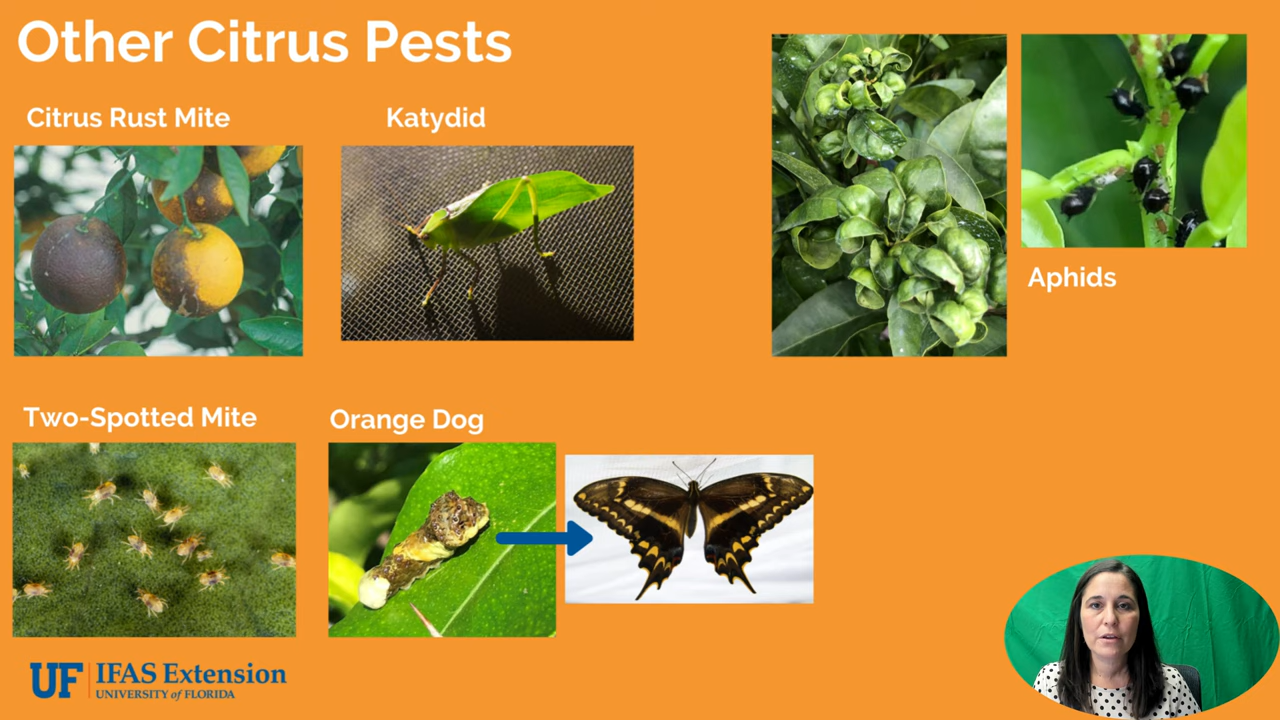 Other Citrus Pests
Citrus Rust Mite
Katydid
Aphids
Two-Spotted Mite
Orange Dog
UF IFAS Extension
UNIVERSITY of FLORIDA